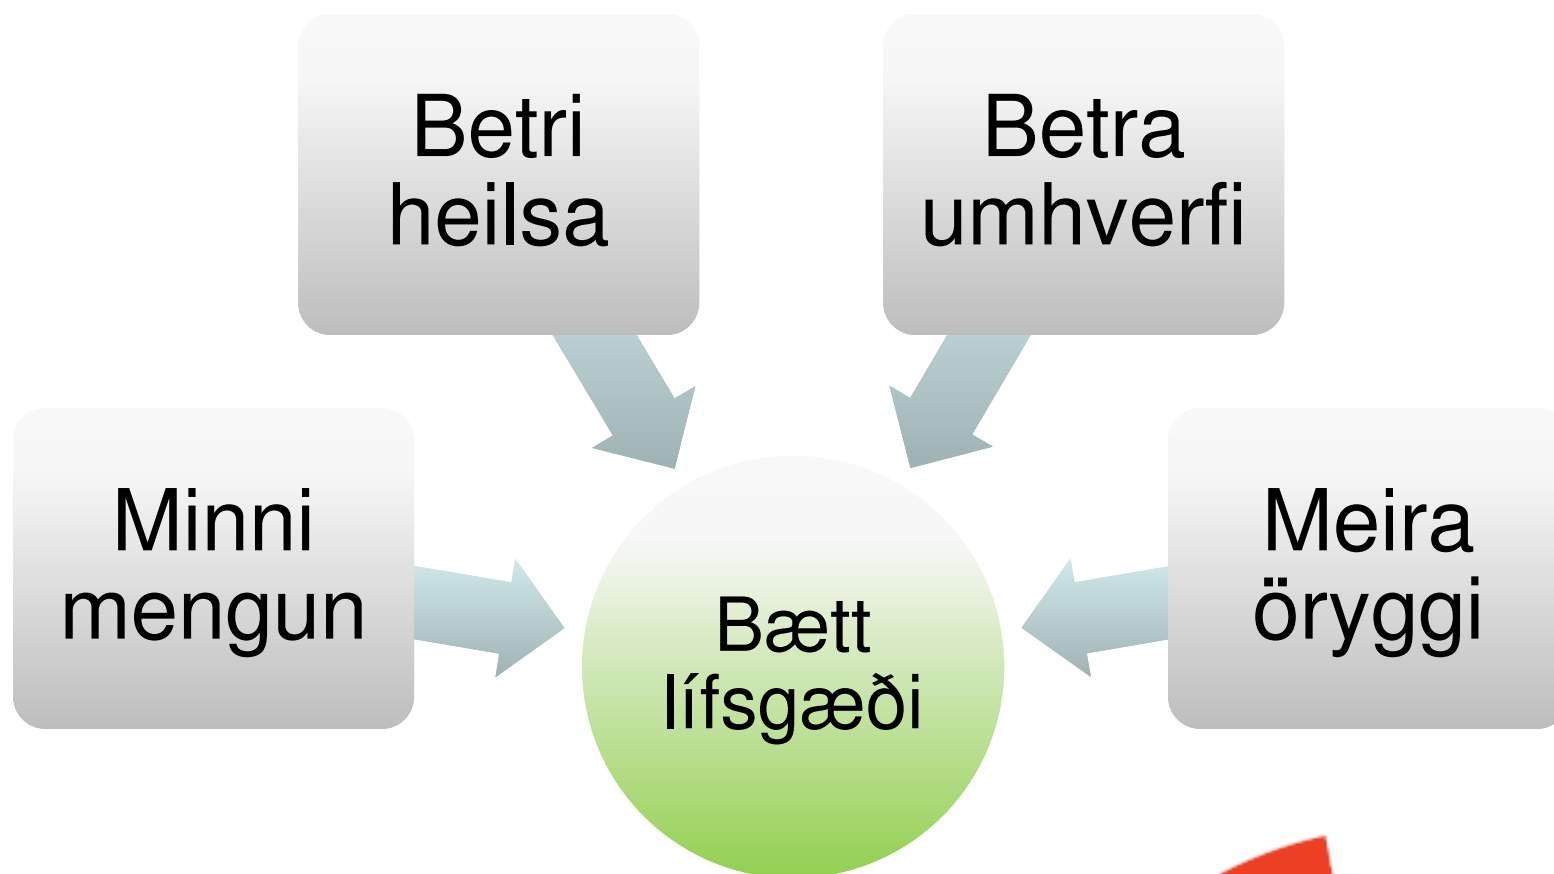 Betri
heilsa
Betra
umhverfi
Minni
mengun
Bætt
lífsgæði
Meira
öryggi